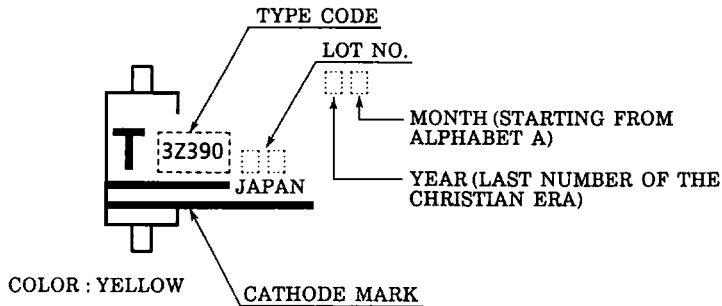 TYPE CODE
LOT NO.
MONTH (STARTING FROM
ALPHABET A)
T
3Z390
JAPAN
YEAR (LAST NUMBER OF THE
CHRISTIAN ERA)
COLOR : YELLOW
CATHODE MARK